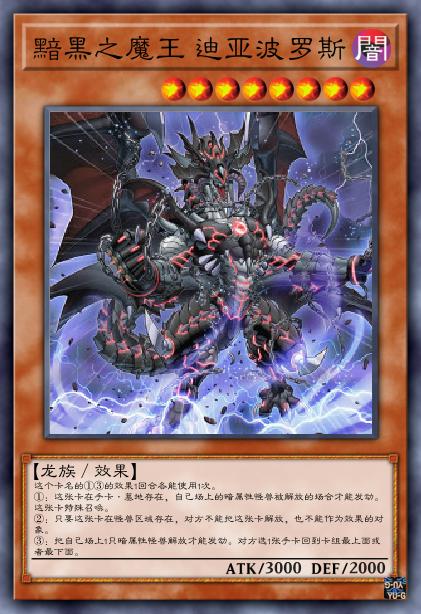 黯黑之魔王 迪亚波罗斯
闇
【龙族／效果】
这个卡名的①③的效果1回合各能使用1次。
①：这张卡在手卡·墓地存在，自己场上的暗属性怪兽被解放的场合才能发动。
这张卡特殊召唤。
②：只要这张卡在怪兽区域存在，对方不能把这张卡解放，也不能作为效果的对
象。
③：把自己场上1只暗属性怪兽解放才能发动。对方选1张手卡回到卡组最上面或
者最下面。
ATK/3000 DEF/2000